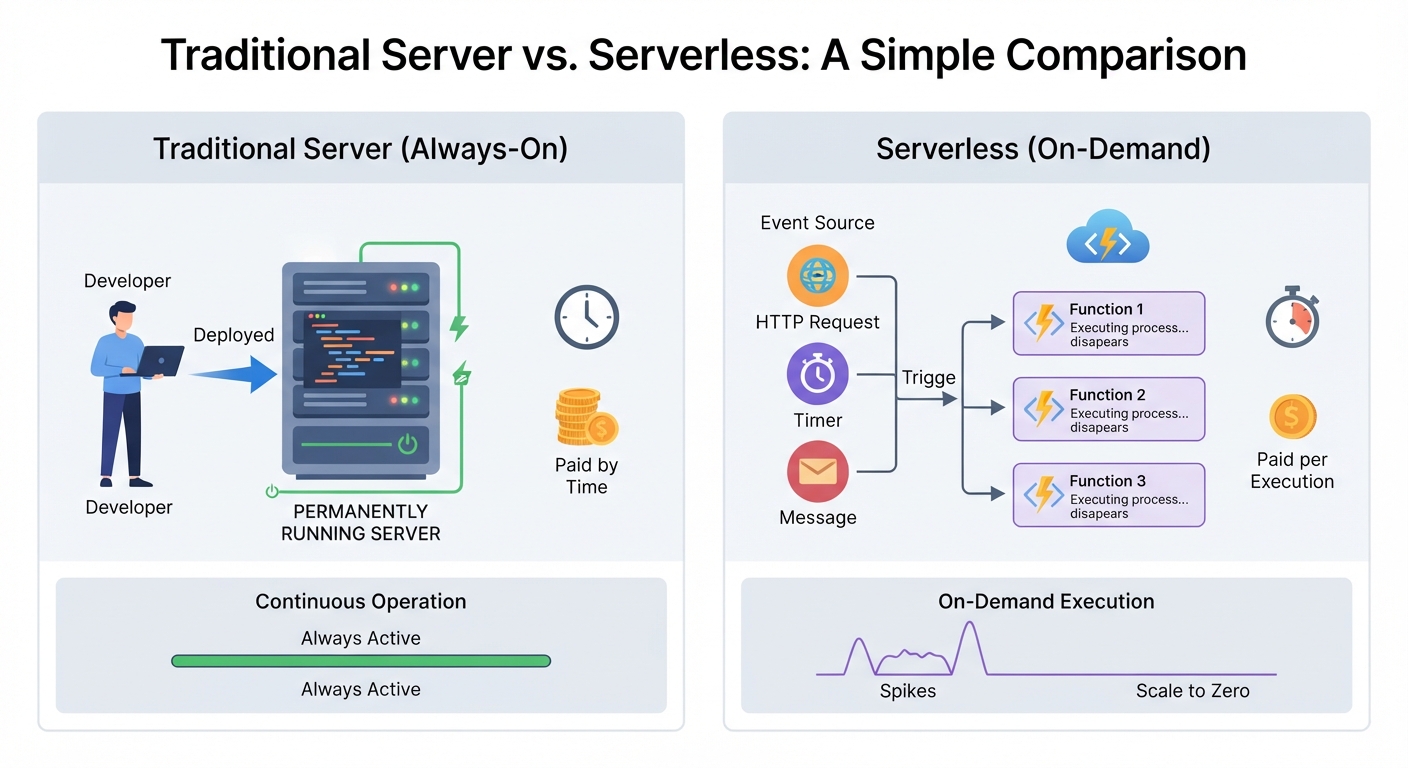 Traditional Server vs. Serverless: A Simple Comparison
Traditional Server (Always-On)
Developer
Deployed
Developer
PERMANENTLY
RUNNING SERVER
Paid by
Time
Continuous Operation
Always Active
Always Active
Serverless (On-Demand)
Event Source
HTTP Request
Timer
Message
Trigge
Function 1
Executing process...
disapears
Function 2
Executing process...
disapears
Function 3
Executing process...
disapears
Paid per
Execution
On-Demand Execution
Spikes
Scale to Zero